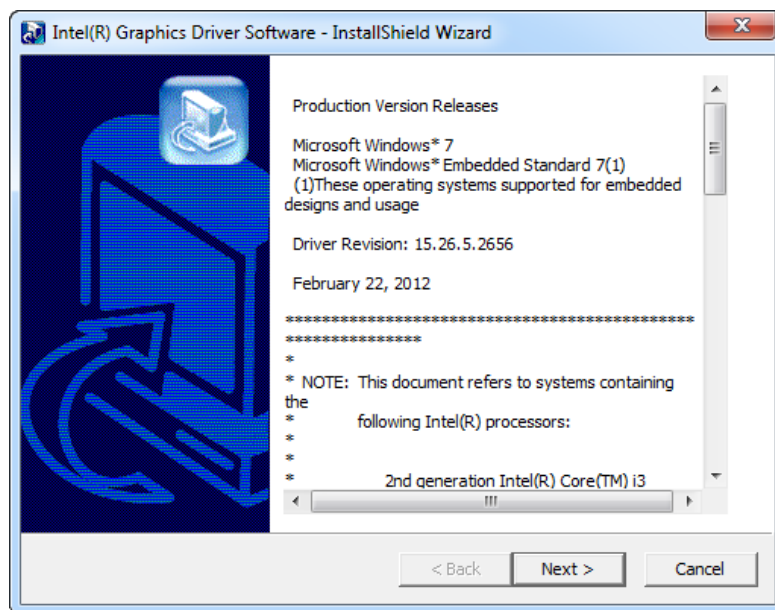 Intel(R) Graphics Driver Software - InstallShield Wizard
Production Version Releases
Microsoft Windows* 7
Microsoft Windows* Embedded Standard 7(1)
(1)These operating systems supported for embedded
designs and usage
Driver Revision: 15.26.5.2656
February 22, 2012
*********************************************
***************
*
* NOTE: This document refers to systems containing
the
* following Intel(R) processors:
*
*
* 2nd generation Intel(R) Core(TM) i3
< Back
Next >
Cancel